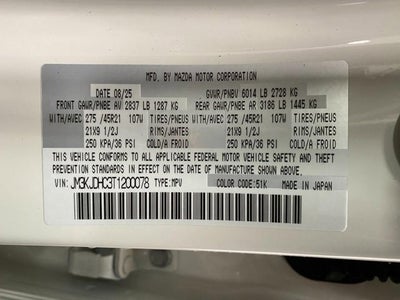 MFD. BY MAZDA MOTOR CORPORATION
DATE 08/25 GVWR/PNBV 6014 LB 2728 KG
FRONT GAWR/PNBE AV 2837 LB 1287 KG REAR GAWR/PNBE AR 3186 LB 1445 KG
WITH/AVEC 275 /45R21 107W TIRES/PNEUS WITH/AVEC 275 /45R21 107W TIRES/PNEUS
21X9 1/2J RIMS/JANTES 21X9 1/2J RIMS/JANTES
250 KPA/36 PSI COLD/A FROID 250 KPA/36 PSI COLD/A FROID
THIS VEHICLE CONFORMS TO ALL APPLICABLE FEDERAL MOTOR VEHICLE SAFETY BUMPER AND THEFT
PREVENTION STANDARDS IN EFFECT ON THE DATE OF MANUFACTURE SHOWN ABOVE.
VIN: JM3KJDHC3T1200078 TYPE:MPV COLOR CODE:51K MADE IN JAPAN